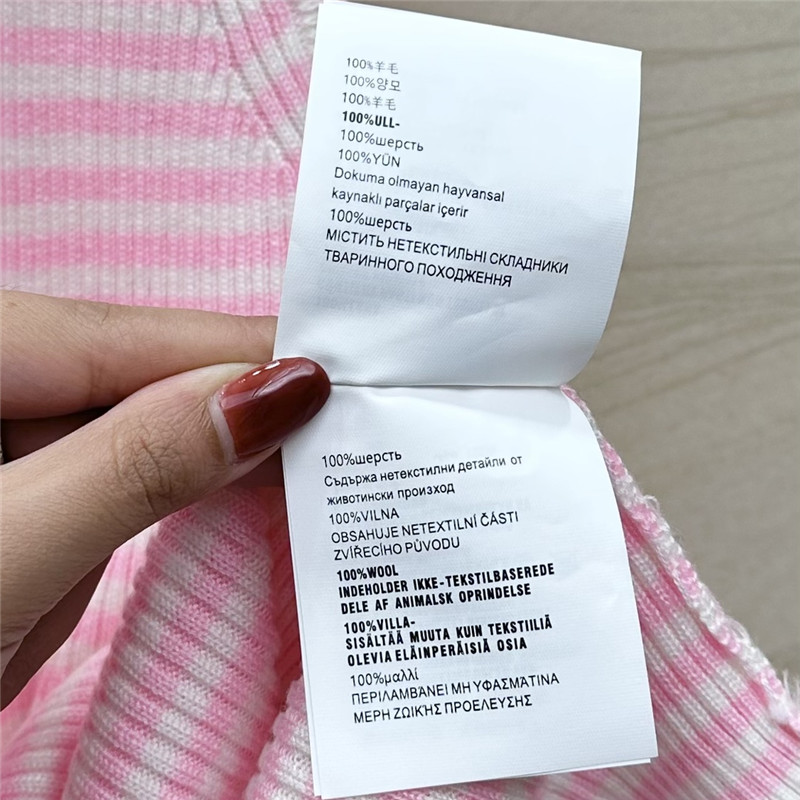 100%羊毛
100%양모
100%羊毛
100%ULL-
100%шерсть
100%YÜN
Dokuma olmayan hayvansal
kaynaklı parçalar içerir
100%шерсть
МІСТИТЬ НЕТЕКСТИЛЬНІ СКЛАДНИКИ
ТВАРИННОГО ПОХОДЖЕННЯ
100%шерсть
Съдържа нетекстилни детайли от
животински произход
100%VILNA
OBSAHUJE NETEXTILNÍ ČÁSTI
ZVÍŘECÍHO PŮVODU
100%WOOL
INDEHOLDER IKKE-TEKSTILBASEREDE
DELE AF ANIMALSK OPRINDELSE
100%VILLA-
SISÄLTÄÄ MUUTA KUIN TEKSTIILIÄ
OLEVIA ELÄINPERÄISIÄ OSIA
100%μαλλί
ΠΕΡΙΛΑΜΒΆΝΕΙ ΜΗ ΥΦΑΣΜΆΤΙΝΑ
ΜΕΡΗ ΖΩΙΚΉΣ ΠΡΟΕΛΕΥΣΗΣ